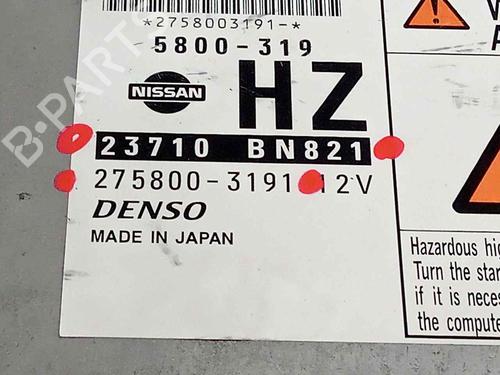 *2758003191-*
5800-319
NISSAN
HZ
23710 BN821
275800-3191 12V
DENSO
MADE IN JAPAN
Hazardous hig
Turn the star
if it is neces
the compute
B-PARTS